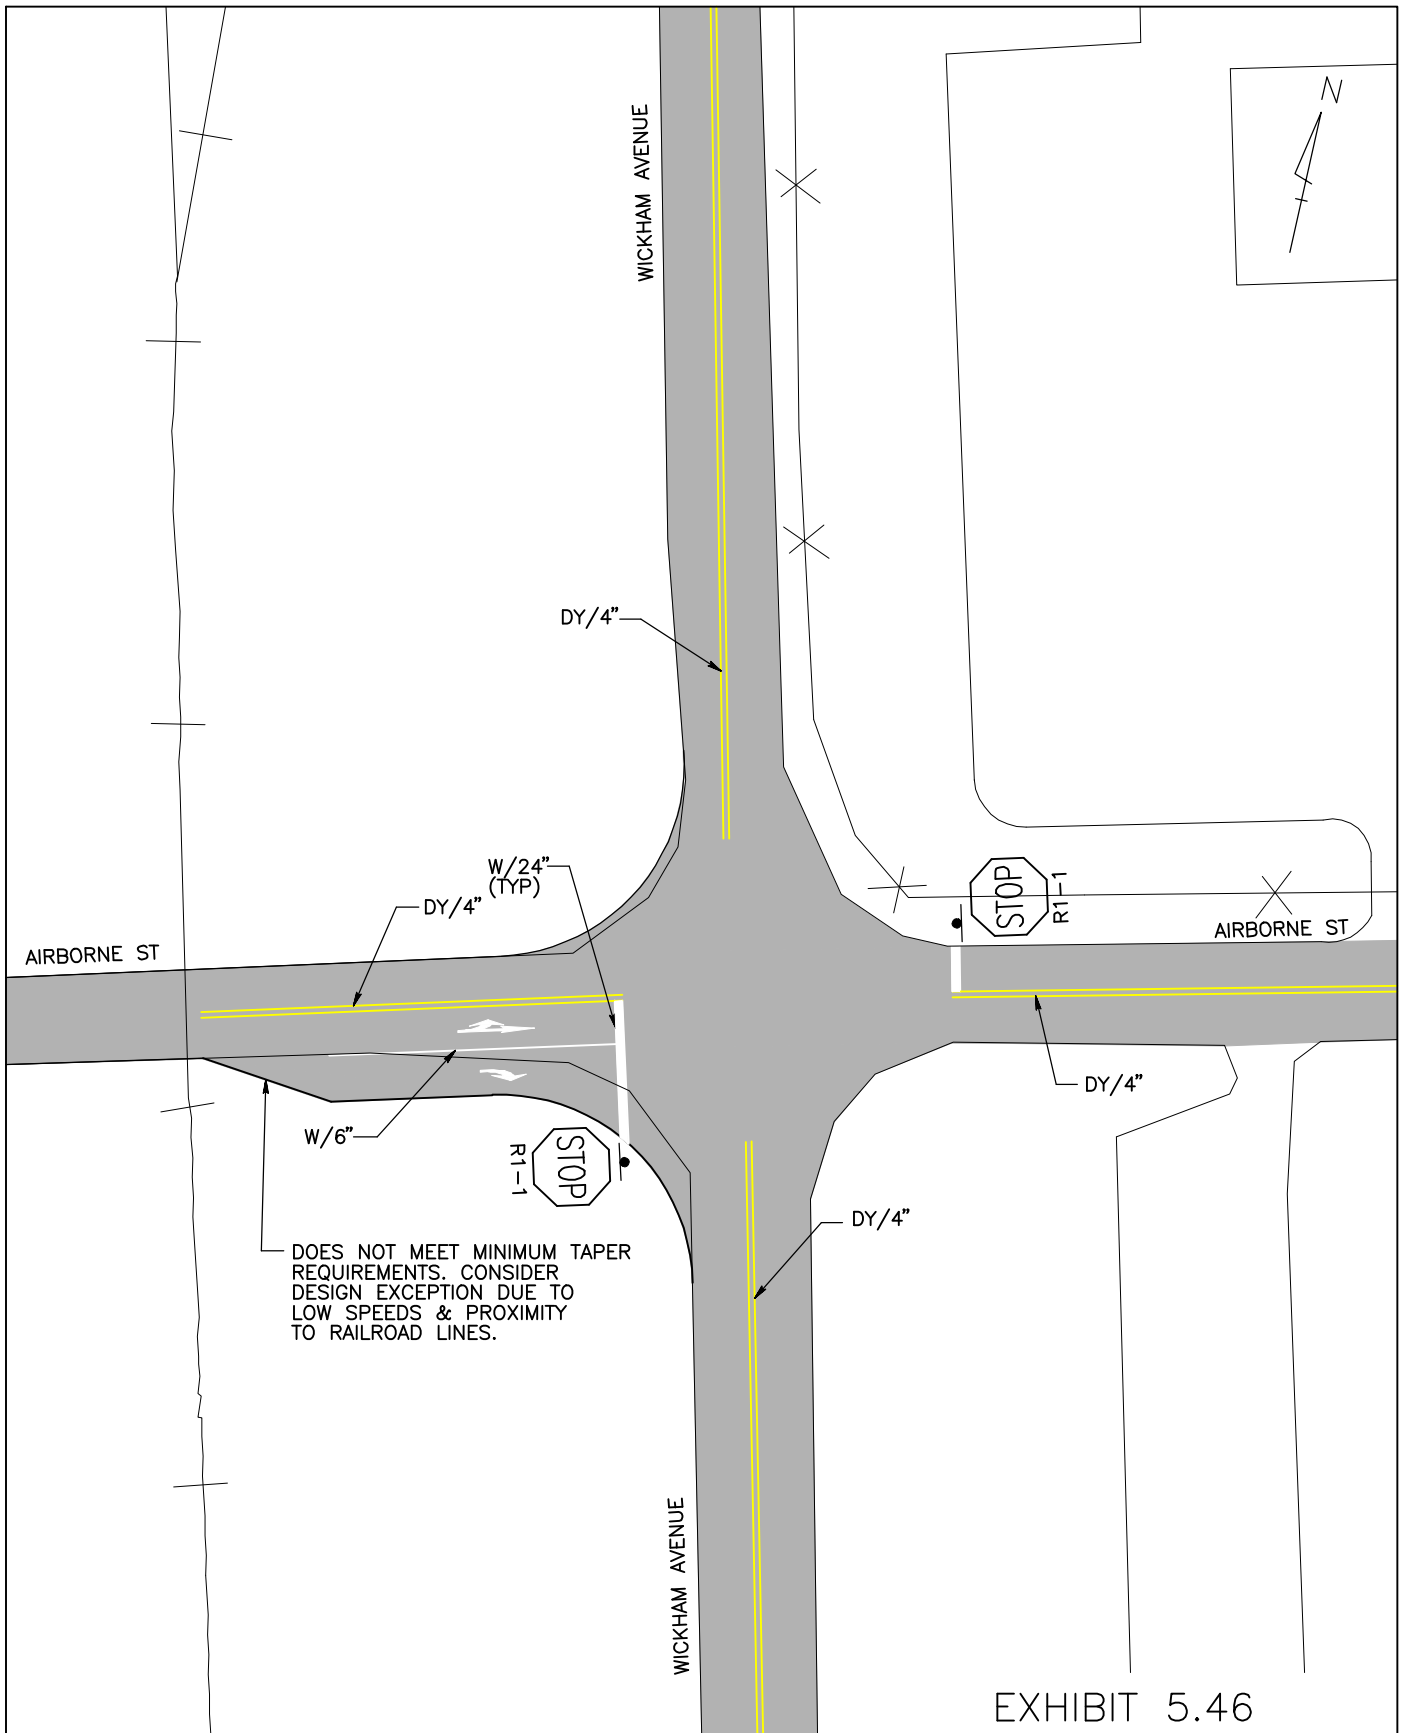 N
WICKHAM AVENUE
DY/4"
W/24"
(TYP)
DY/4"
STOP
R1-1
AIRBORNE ST
AIRBORNE ST
DY/4"
W/6"
STOP
R1-1
DY/4"
DOES NOT MEET MINIMUM TAPER
REQUIREMENTS. CONSIDER
DESIGN EXCEPTION DUE TO
LOW SPEEDS & PROXIMITY
TO RAILROAD LINES.
WICKHAM AVENUE
EXHIBIT 5.46